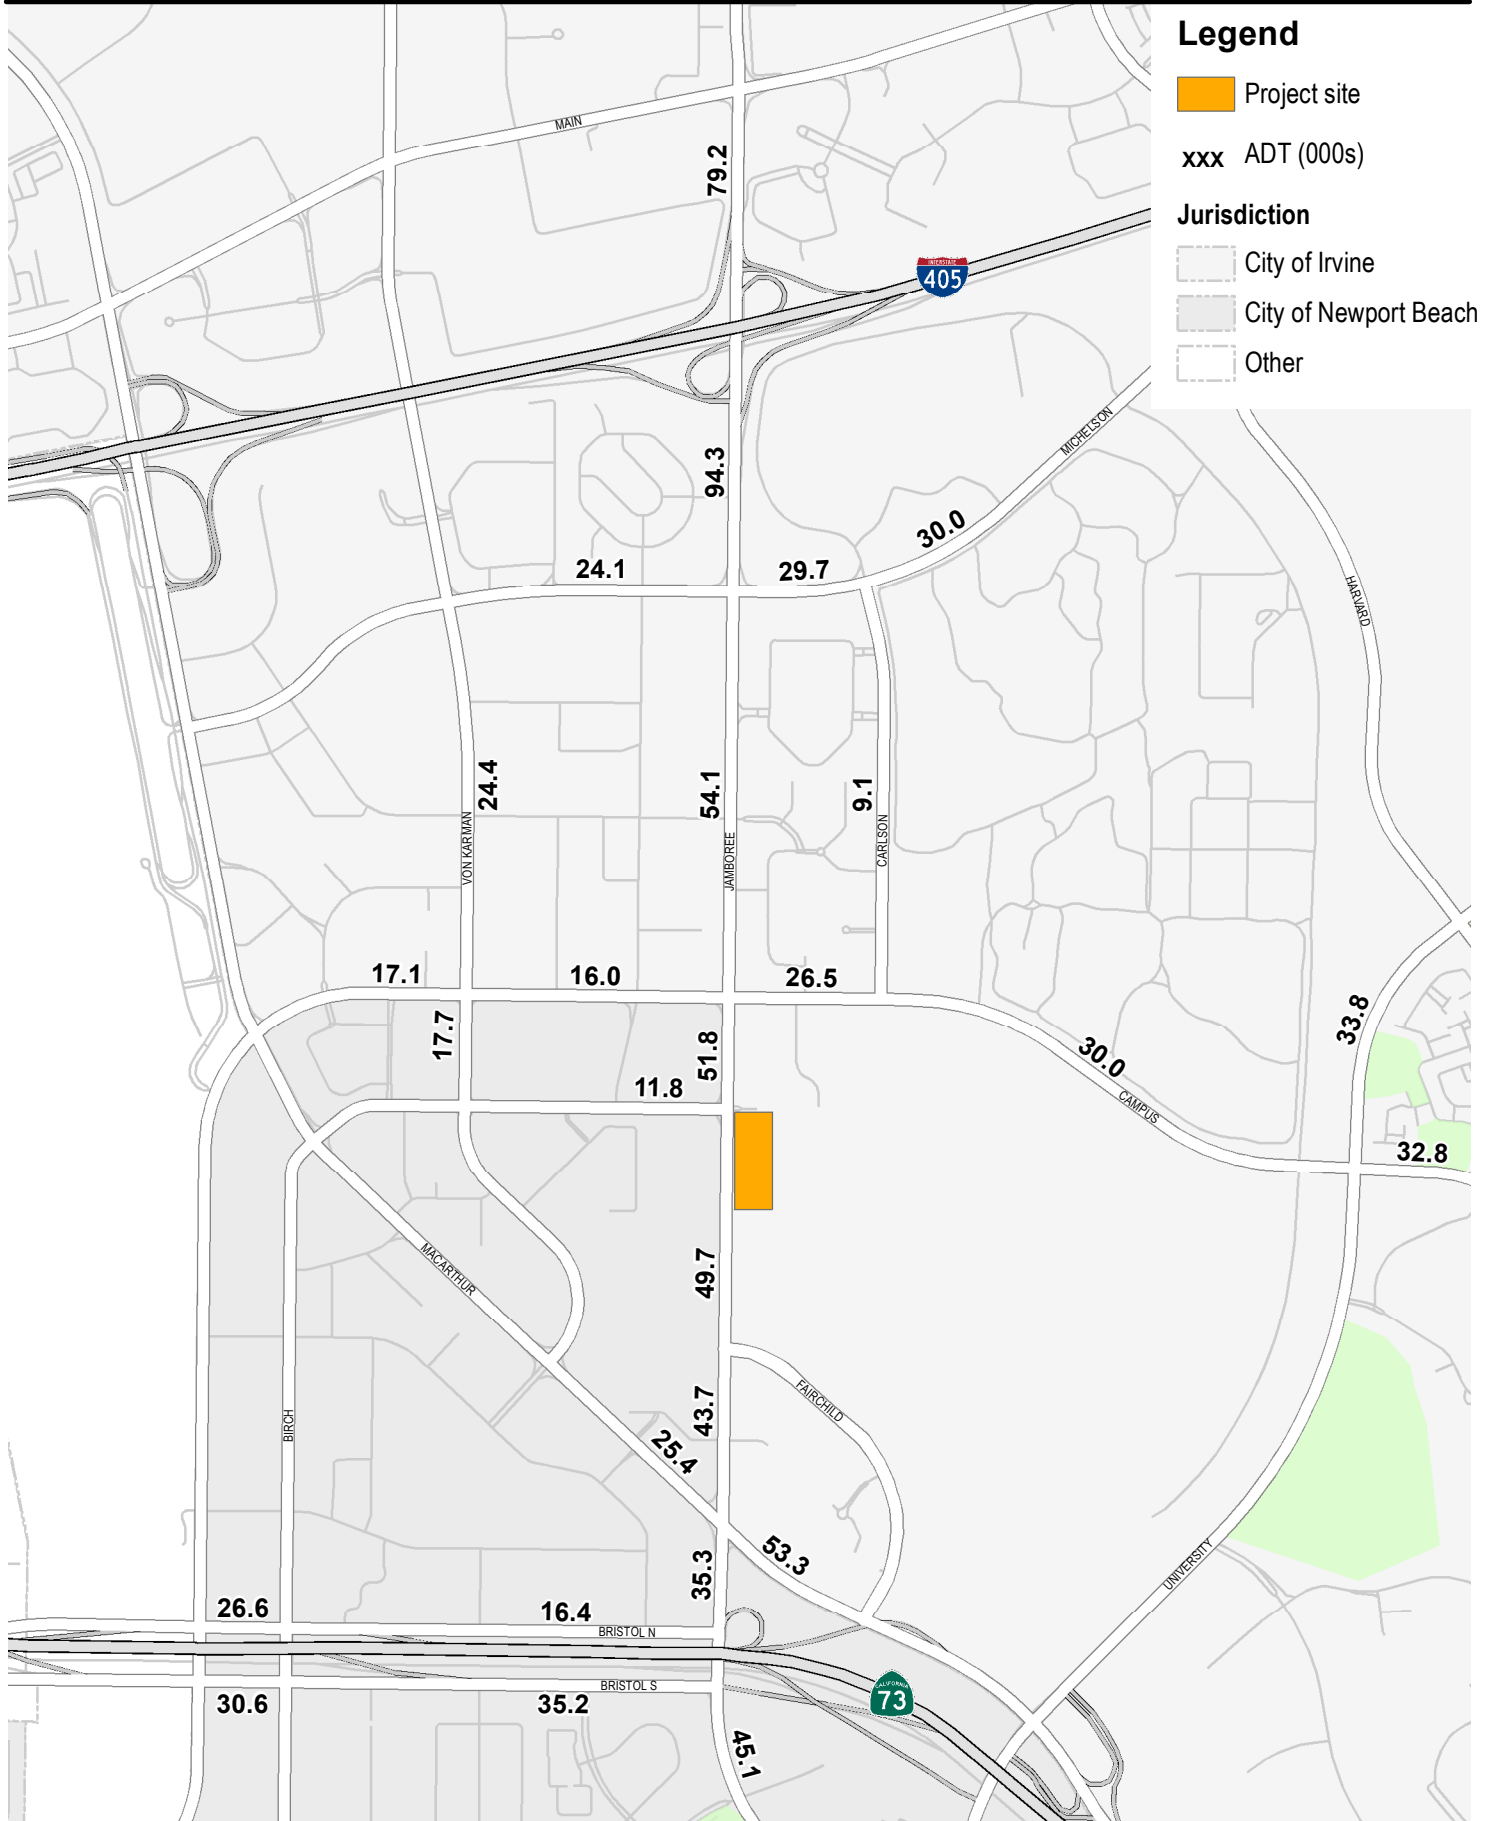 Legend
Project site
xxx ADT (000s)
Jurisdiction
City of Irvine
City of Newport Beach
Other
MAIN
79.2
INTERSTATE
405
MICHELSON
94.3
30.0
24.1
29.7
HARVARD
24.4
54.1
9.1
VON KARMAN
JAMBOREE
CARLSON
17.1
16.0
26.5
17.7
51.8
33.8
30.0
11.8
CAMPUS
32.8
49.7
MACARTHUR
FAIRCHILD
43.7
BIRCH
25.4
53.3
35.3
UNIVERSITY
26.6
16.4
BRISTOL N
BRISTOL S
30.6
35.2
CALIFORNIA
73
45.1